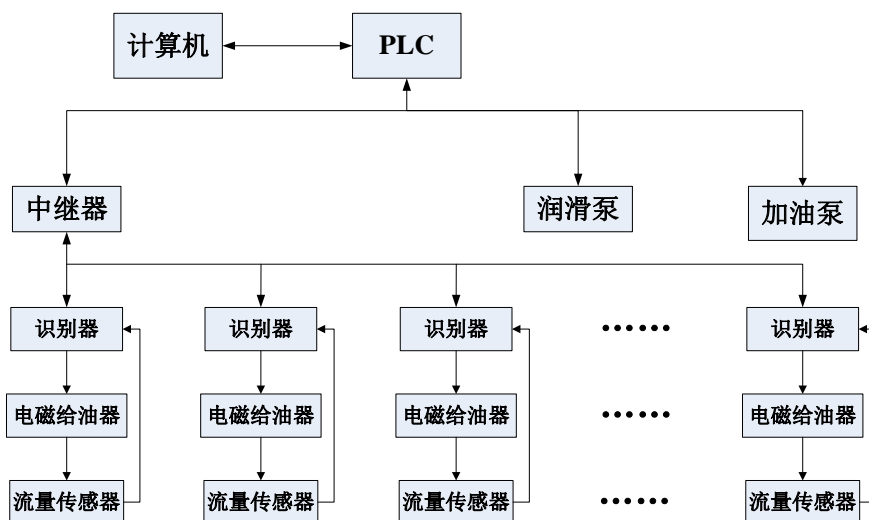 计算机
PLC
中继器
润滑泵
加油泵
识别器
识别器
识别器
······
识别器
电磁给油器
电磁给油器
电磁给油器
······
电磁给油器
流量传感器
流量传感器
流量传感器
······
流量传感器